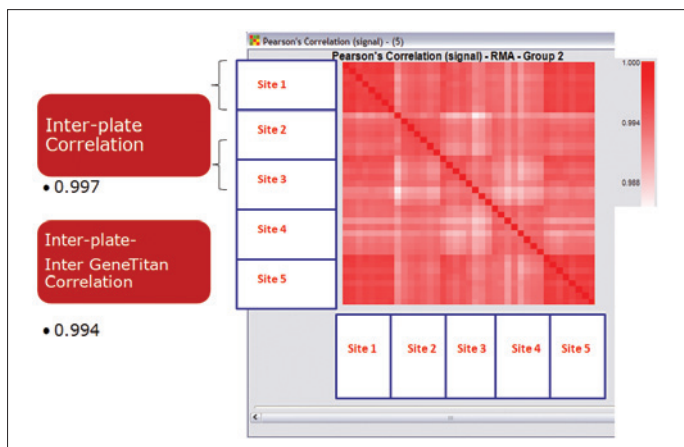 Pearson's Correlation (signal) - (5)
Pearson's Correlation (signal) - RMA - Group 2
Inter-plate
Correlation
• 0.997
Inter-plate-
Inter GeneTitan
Correlation
• 0.994
Site 1
Site 2
Site 3
Site 4
Site 5
1.000
0.994
0.988
Site 1
Site 2
Site 3
Site 4
Site 5